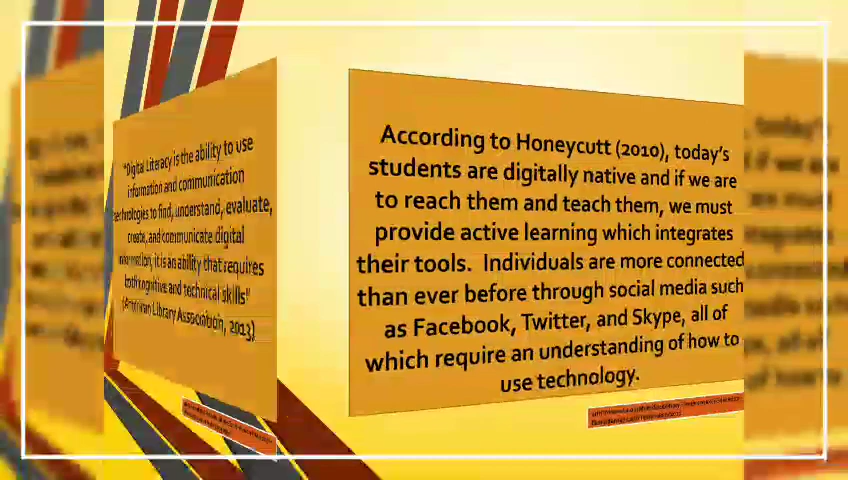 "Digital Literacy is the ability to use
information and communication
technologies to find, understand, evaluate,
create, and communicate digital
information, it is an ability that requires
both cognitive and technical skills"
(American Library Association, 2013)
According to Honeycutt (2010), today's
students are digitally native and if we are
to reach them and teach them, we must
provide active learning which integrates
their tools. Individuals are more connected
than ever before through social media such
as Facebook, Twitter, and Skype, all of
which require an understanding of how to
use technology.